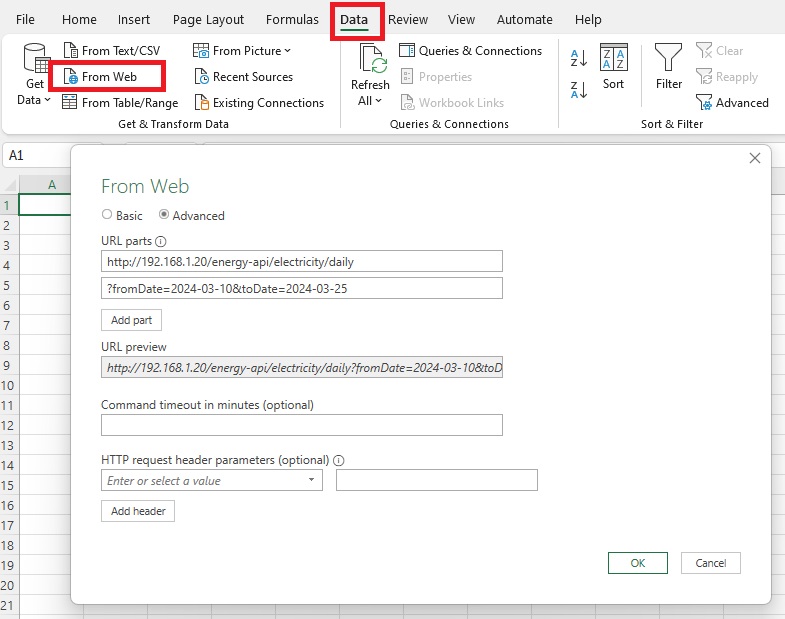 File Home Insert Page Layout Formulas Data Review View Automate Help
From Text/CSV From Picture Queries & Connections Clear
From Web Recent Sources Properties Reapply
Get Data From Table/Range Existing Connections Refresh All Workbook Links Sort Filter Advanced
Get & Transform Data Queries & Connections Sort & Filter
A1
A
From Web
Basic Advanced
URL parts
http://192.168.1.20/energy-api/electricity/daily
?fromDate=2024-03-10&toDate=2024-03-25
Add part
URL preview
http://192.168.1.20/energy-api/electricity/daily?fromDate=2024-03-10&toD
Command timeout in minutes (optional)
HTTP request header parameters (optional)
Enter or select a value
Add header
OK Cancel
1
2
3
4
5
6
7
8
9
10
11
12
13
14
15
16
17
18
19
20
21